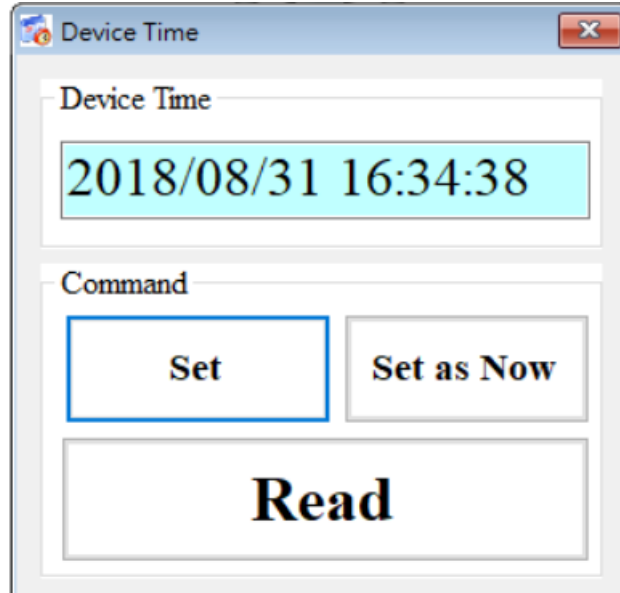 Device Time
Device Time
2018/08/31 16:34:38
Command
Set
Set as Now
Read